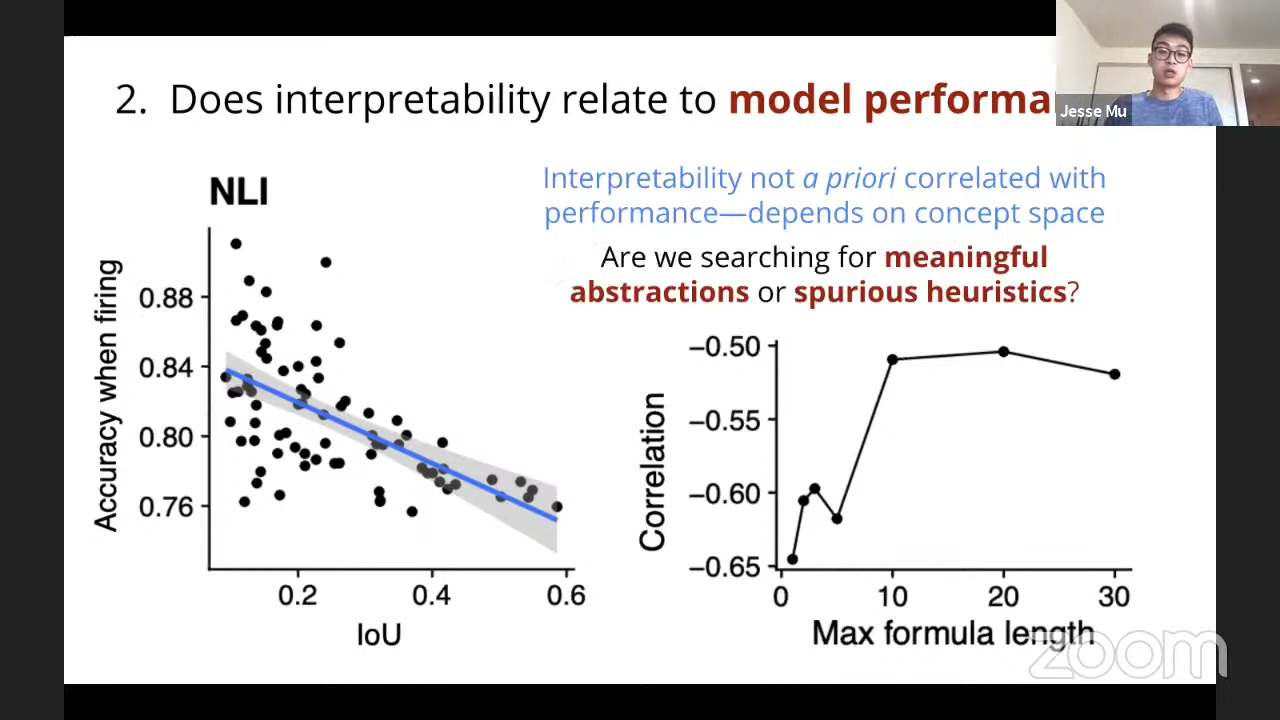 2. Does interpretability relate to model performa
Jesse Mu
NLI
Interpretability not a priori correlated with
performance—depends on concept space
Are we searching for meaningful
abstractions or spurious heuristics?
Accuracy when firing
0.88
0.84
0.80
0.76
0.2 0.4 0.6
IoU
Correlation
−0.50
−0.55
−0.60
−0.65
0 10 20 30
Max formula length
zoom